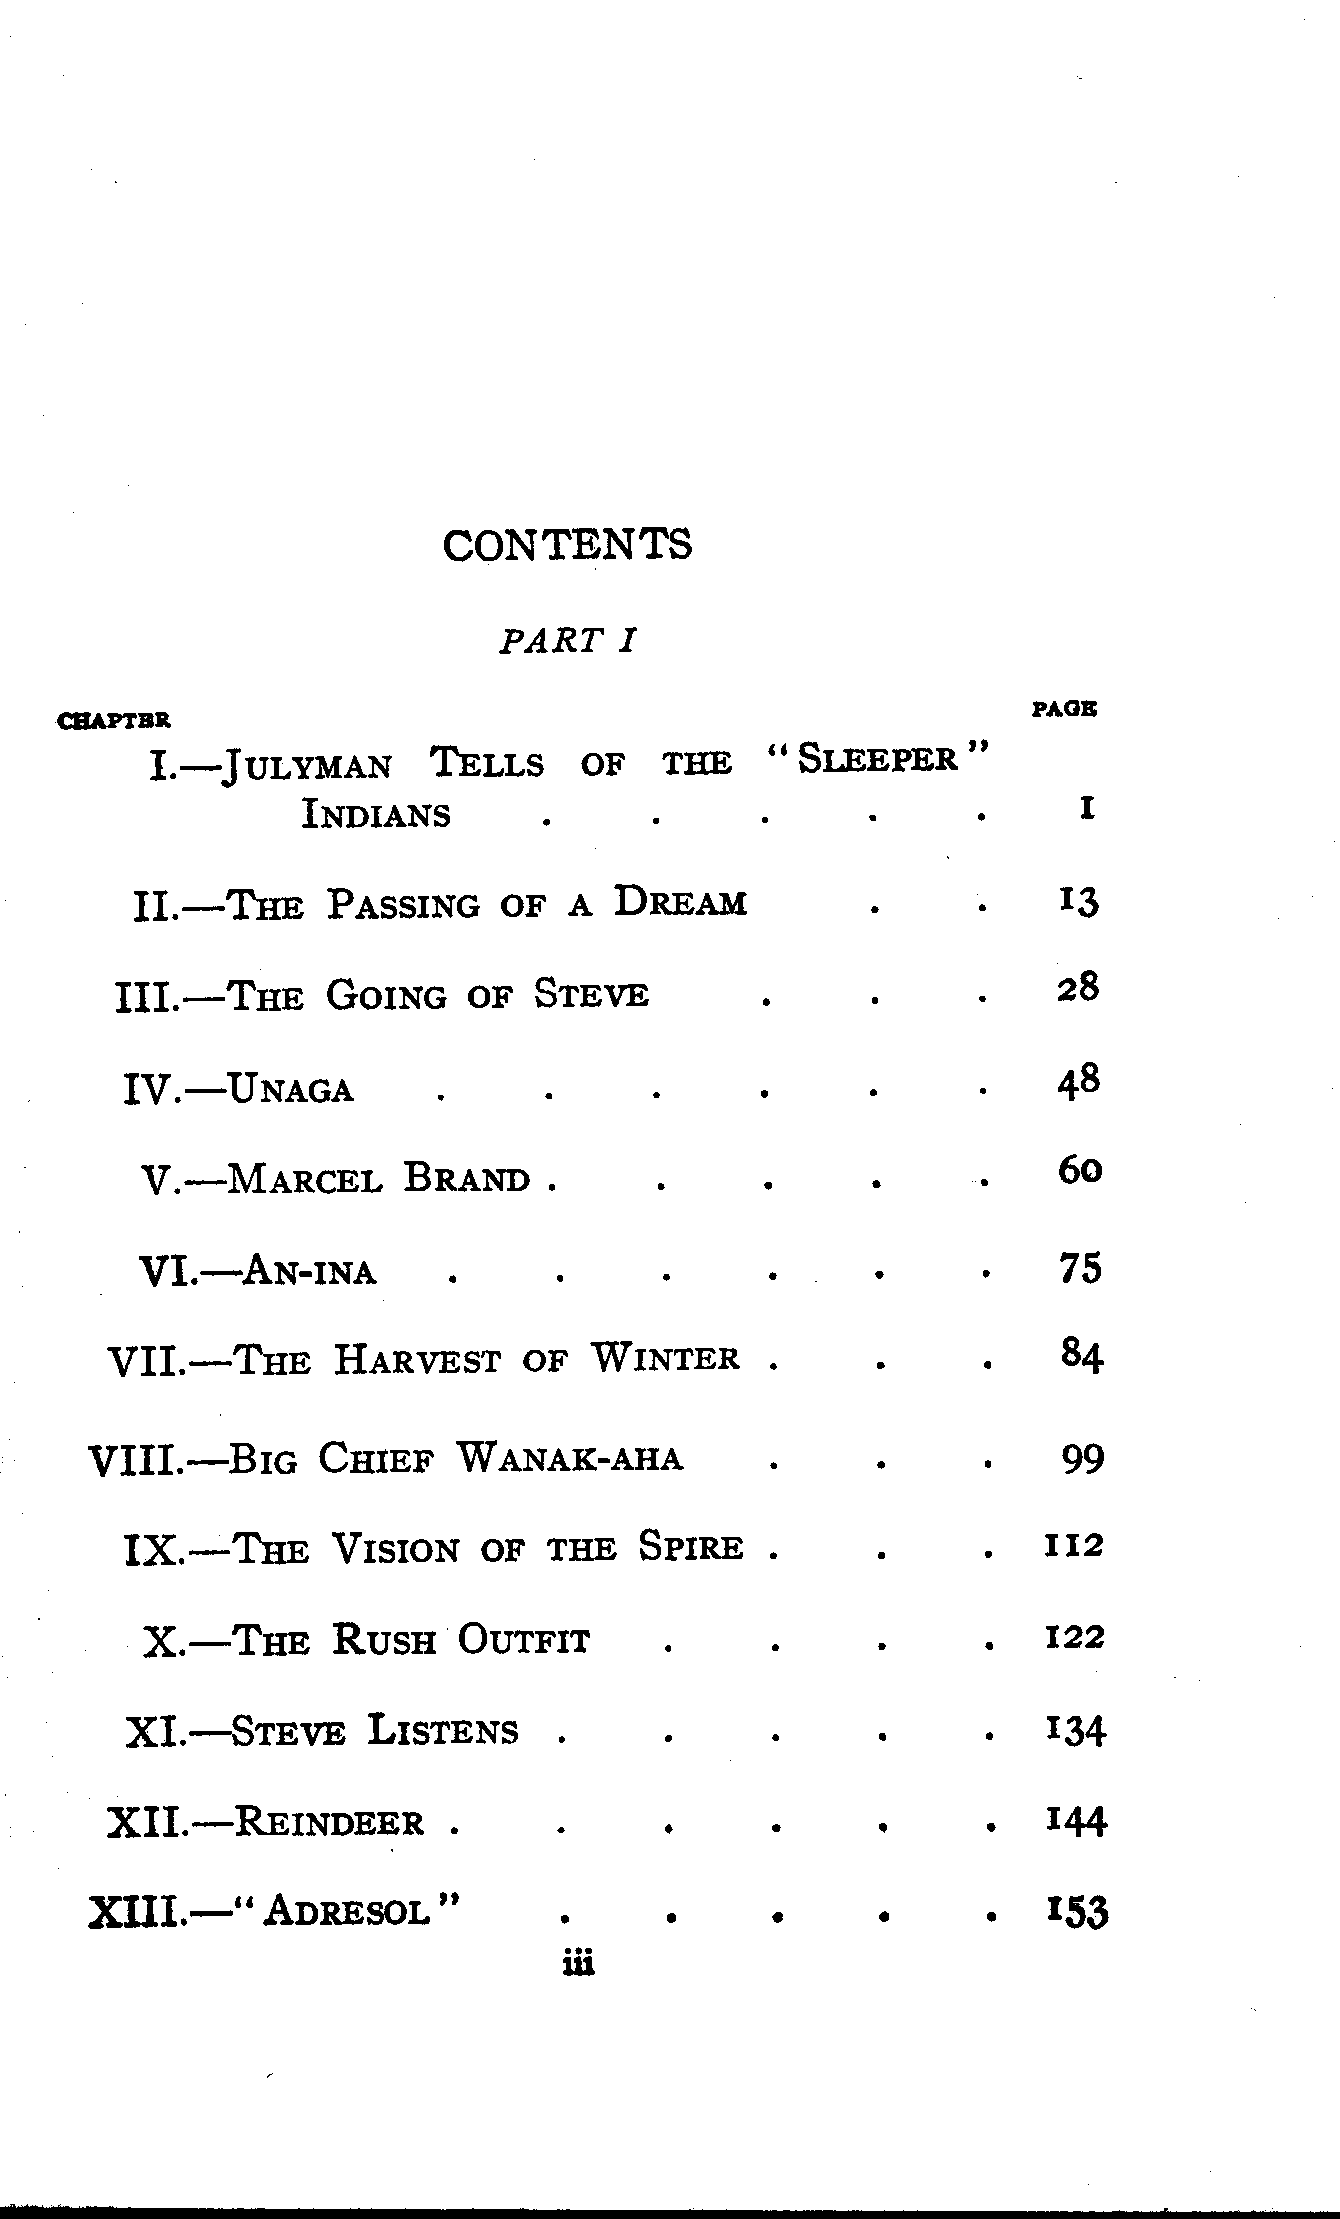 CONTENTS
PART I
CHAPTER PAGE
I.—JULYMAN TELLS OF THE "SLEEPER"
INDIANS . . . . . 1
II.—THE PASSING OF A DREAM . . 13
III.—THE GOING OF STEVE . . . 28
IV.—UNAGA . . . . . . 48
V.—MARCEL BRAND . . . . . 60
VI.—AN-INA . . . . . . 75
VII.—THE HARVEST OF WINTER . . . 84
VIII.—BIG CHIEF WANAK-AHA . . . 99
IX.—THE VISION OF THE SPIRE . . . 112
X.—THE RUSH OUTFIT . . . . 122
XI.—STEVE LISTENS . . . . . 134
XII.—REINDEER . . . . . . 144
XIII.—"ADRESOL" . . . . . 153
iii